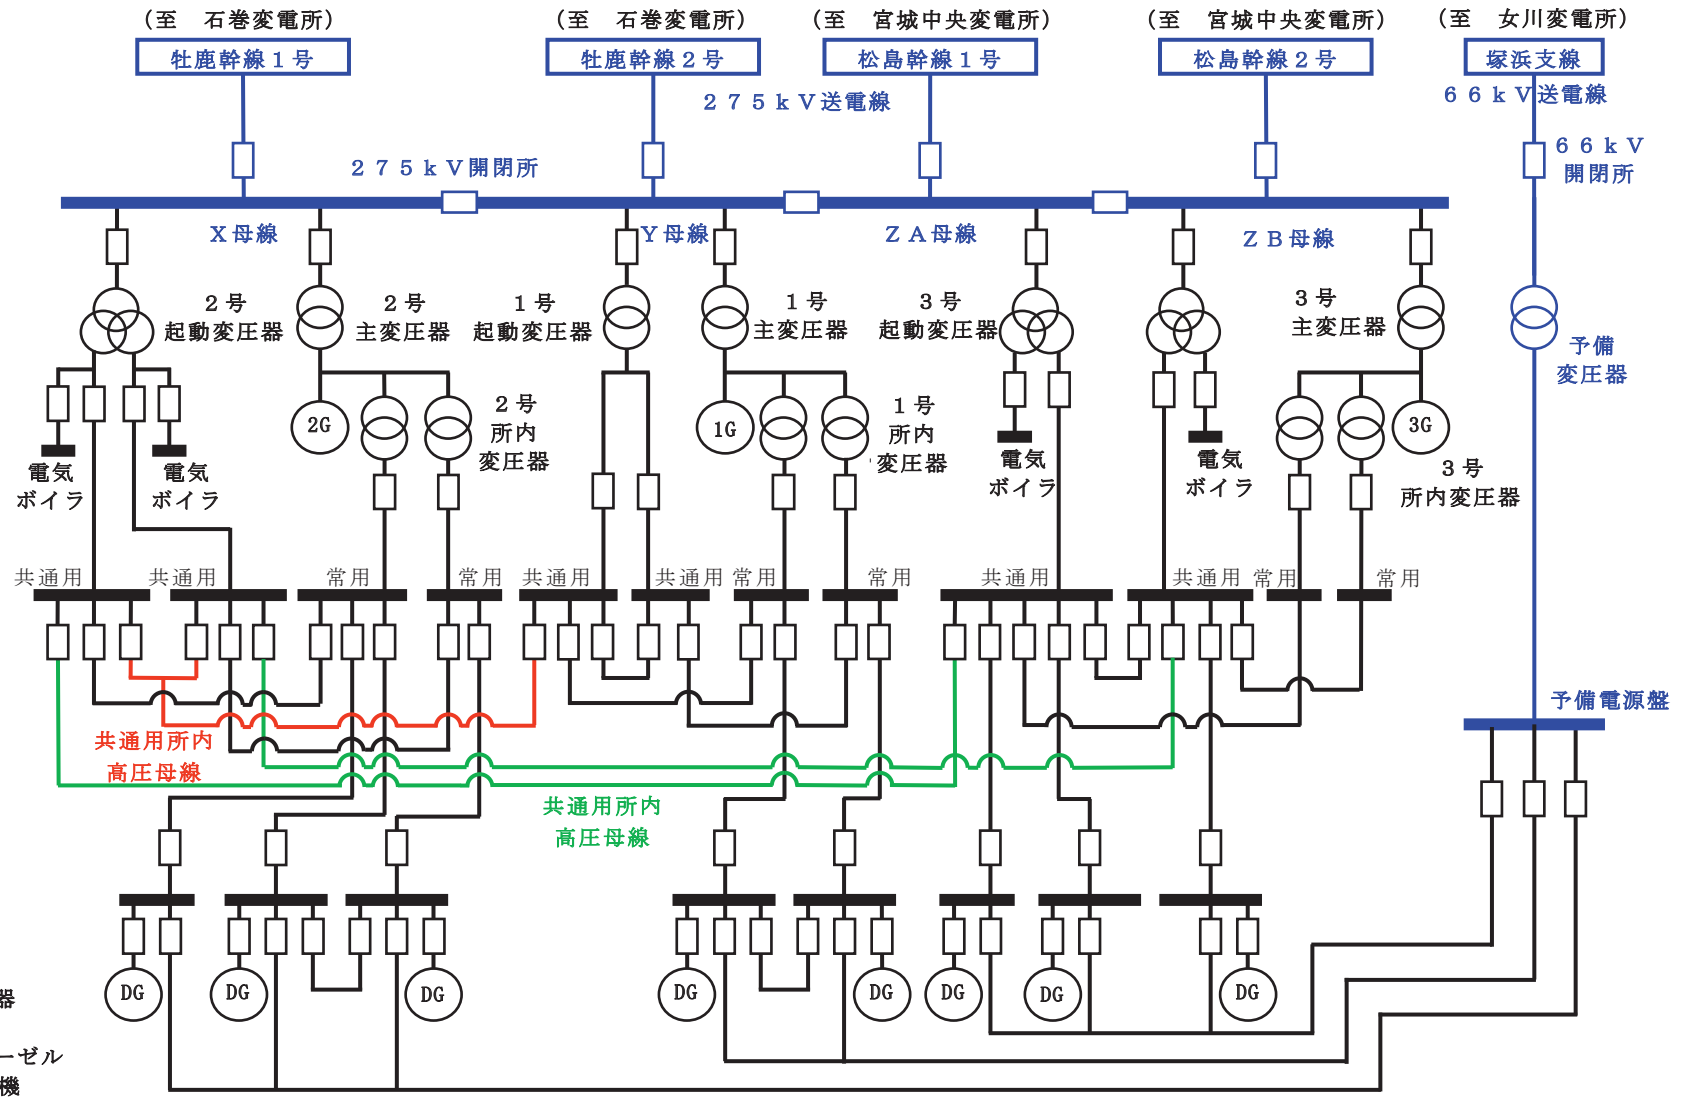 （至　石巻変電所）
（至　石巻変電所）
（至　宮城中央変電所）
（至　宮城中央変電所）
（至　女川変電所）
牡鹿幹線１号
牡鹿幹線２号
松島幹線１号
松島幹線２号
塚浜支線
２７５ｋＶ送電線
６６ｋＶ送電線
２７５ｋＶ開閉所
６６ｋＶ
開閉所
Ｘ母線
Ｙ母線
ＺＡ母線
ＺＢ母線
２号
起動変圧器
２号
主変圧器
１号
起動変圧器
１号
主変圧器
３号
起動変圧器
３号
主変圧器
予備
変圧器
2G
２号
所内
変圧器
1G
１号
所内
変圧器
3G
３号
所内変圧器
電気
ボイラ
電気
ボイラ
電気
ボイラ
電気
ボイラ
共通用
共通用
常用
常用
共通用
共通用
常用
常用
共通用
共通用
常用
常用
予備電源盤
共通用所内
高圧母線
共通用所内
高圧母線
DG
DG
DG
DG
DG
DG
DG
DG
器
ーゼル
機